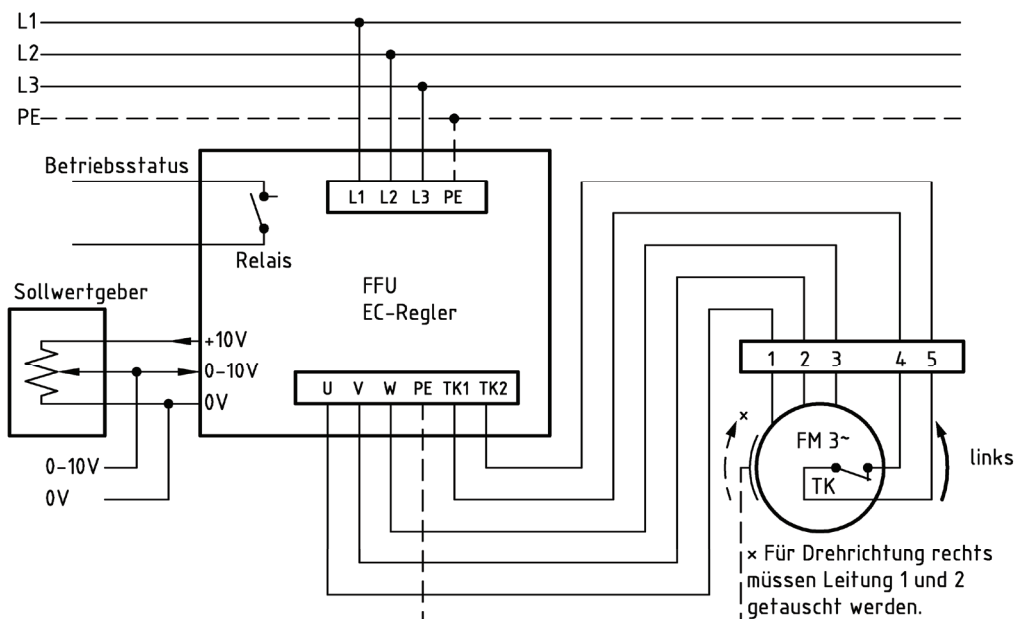 L1
L2
L3
PE
Betriebsstatus
L1 L2 L3 PE
Relais
FFU
EC-Regler
Sollwertgeber
+10V
0-10V
0V
U V W PE TK1 TK2
1 2 3 4 5
×
FM 3~
TK
links
0-10V
0V
× Für Drehrichtung rechts
müssen Leitung 1 und 2
getauscht werden.